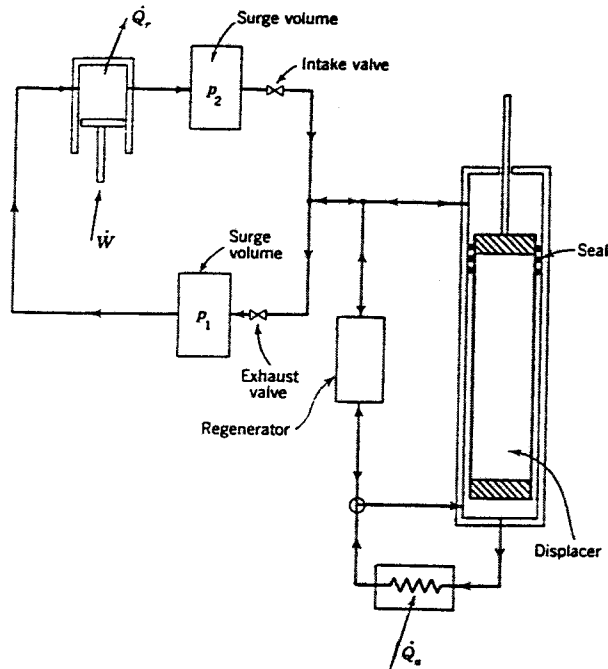 Q̇ᵣ
Surge volume
Intake valve
p₂
Ẇ
Surge
volume
Seal
p₁
Exhaust
valve
Regenerator
Displacer
Q̇ₐ